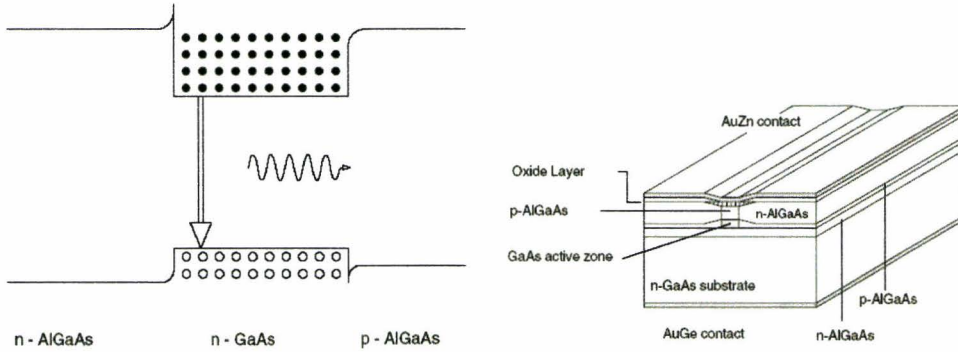 n - AlGaAs
n - GaAs
p - AlGaAs
AuZn contact
Oxide Layer
p-AlGaAs
n-AlGaAs
GaAs active zone
n-GaAs substrate
p-AlGaAs
AuGe contact
n-AlGaAs